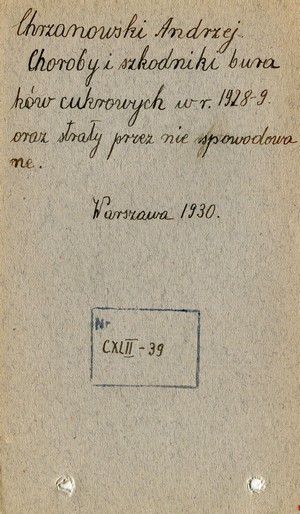 Chrzanowski Andrzej.
Choroby i szkodniki bura
ków cukrowych w r. 1928-9.
oraz straty przez nie spowodowa
ne.
Warszawa 1930.
Nr
CXLII - 39